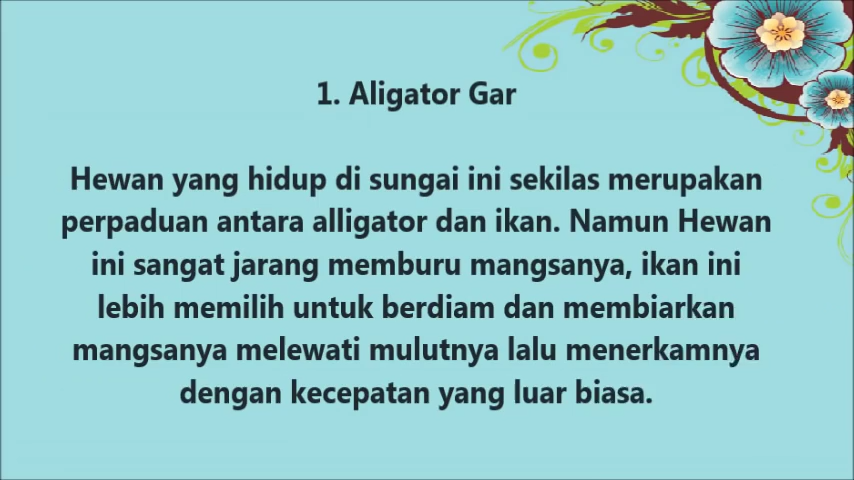 1. Aligator Gar
Hewan yang hidup di sungai ini sekilas merupakan
perpaduan antara alligator dan ikan. Namun Hewan
ini sangat jarang memburu mangsanya, ikan ini
lebih memilih untuk berdiam dan membiarkan
mangsanya melewati mulutnya lalu menerkamnya
dengan kecepatan yang luar biasa.